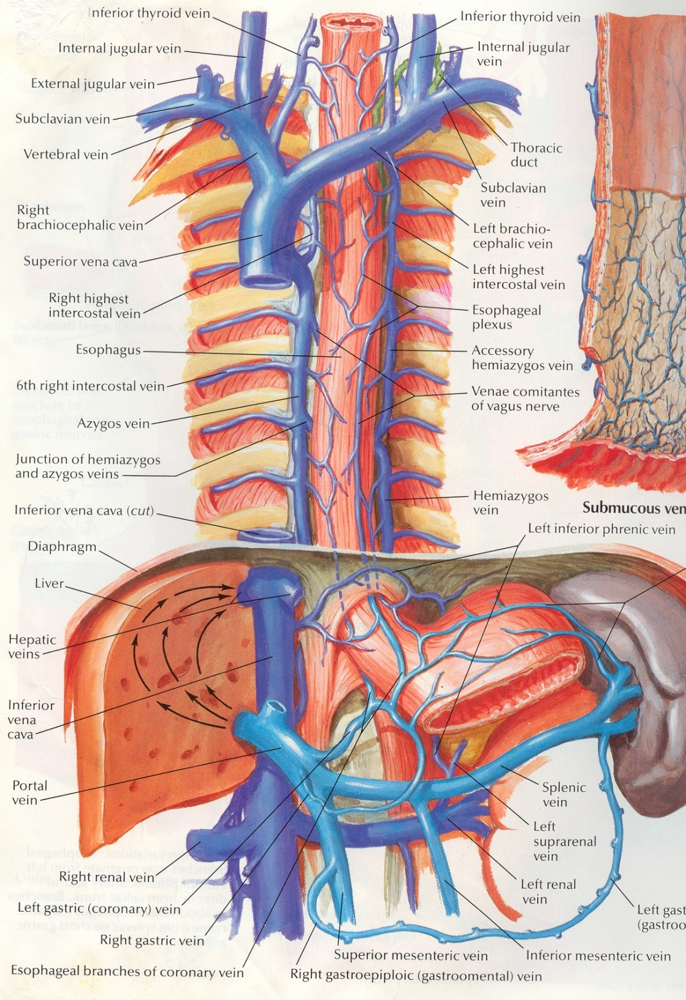 Inferior thyroid vein
Internal jugular vein
External jugular vein
Subclavian vein
Vertebral vein
Right
brachiocephalic vein
Superior vena cava
Right highest
intercostal vein
Esophagus
6th right intercostal vein
Azygos vein
Junction of hemiazygos
and azygos veins
Inferior vena cava (cut)
Diaphragm
Liver
Hepatic
veins
Inferior
vena
cava
Portal
vein
Right renal vein
Left gastric (coronary) vein
Right gastric vein
Esophageal branches of coronary vein
Inferior thyroid vein
Internal jugular
vein
Thoracic
duct
Subclavian
vein
Left brachio-
cephalic vein
Left highest
intercostal vein
Esophageal
plexus
Accessory
hemiazygos vein
Venae comitantes
of vagus nerve
Hemiazygos
vein
Submucous ven
Left inferior phrenic vein
Splenic
vein
Left
suprarenal
vein
Left renal
vein
Left gast
(gastroo
Superior mesenteric vein
Inferior mesenteric vein
Right gastroepiploic (gastroomental) vein